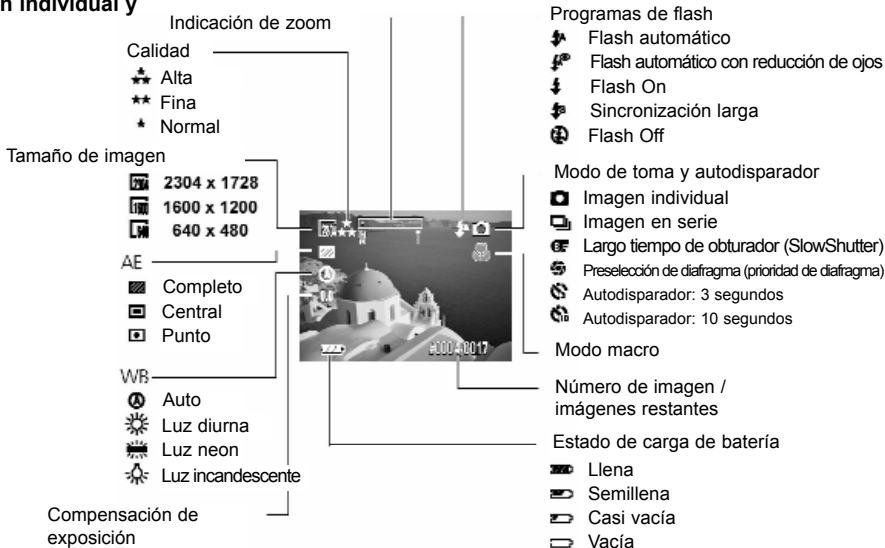 n individual y
Indicación de zoom
Calidad
Alta
Fina
Normal
Tamaño de imagen
2304 x 1728
1600 x 1200
640 x 480
AE
Completo
Central
Punto
WB
Auto
Luz diurna
Luz neon
Luz incandescente
Compensación de
exposición
Programas de flash
Flash automático
Flash automático con reducción de ojos
Flash On
Sincronización larga
Flash Off
Modo de toma y autodisparador
Imagen individual
Imagen en serie
Largo tiempo de obturador (SlowShutter)
Preselección de diafragma (prioridad de diafragma)
Autodisparador: 3 segundos
Autodisparador: 10 segundos
Modo macro
Número de imagen /
imágenes restantes
Estado de carga de batería
Llena
Semillena
Casi vacía
Vacía